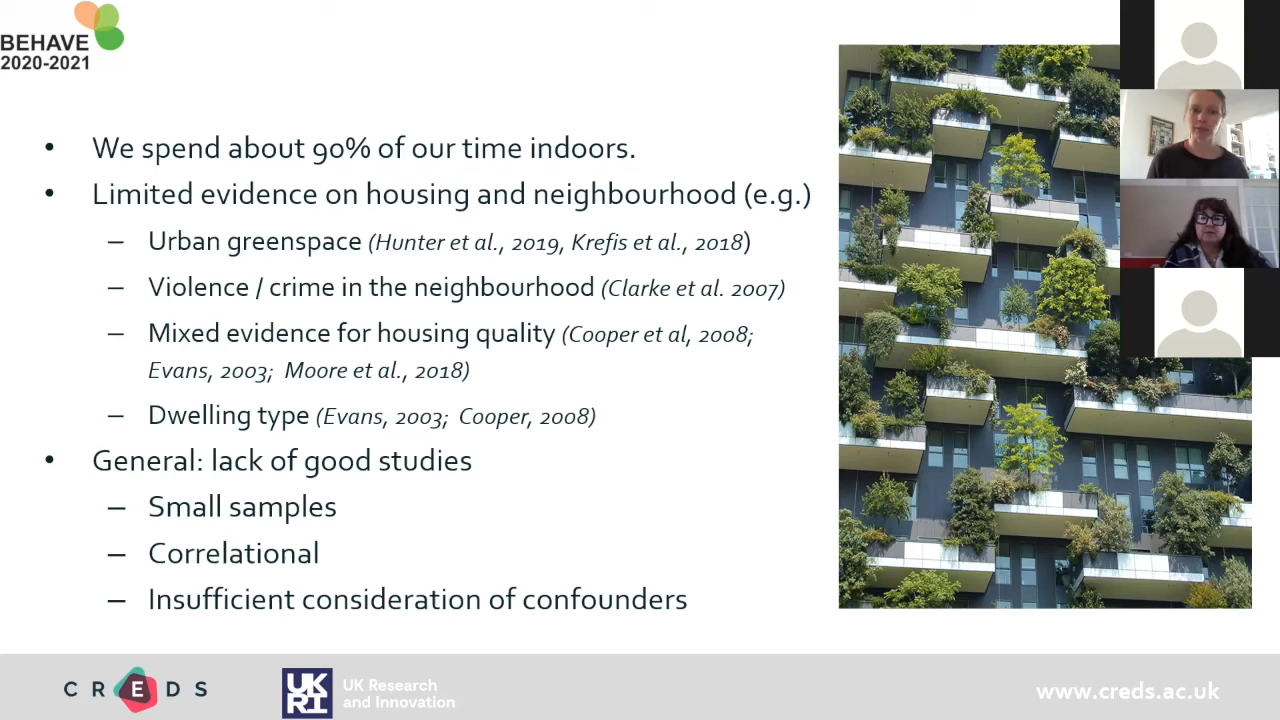 BEHAVE
2020-2021
• We spend about 90% of our time indoors.
• Limited evidence on housing and neighbourhood (e.g.)
– Urban greenspace (Hunter et al., 2019, Krefis et al., 2018)
– Violence / crime in the neighbourhood (Clarke et al. 2007)
– Mixed evidence for housing quality (Cooper et al, 2008;
Evans, 2003; Moore et al., 2018)
– Dwelling type (Evans, 2003; Cooper, 2008)
• General: lack of good studies
– Small samples
– Correlational
– Insufficient consideration of confounders
CREDS
UKRI
UK Research
and Innovation
www.creds.ac.uk